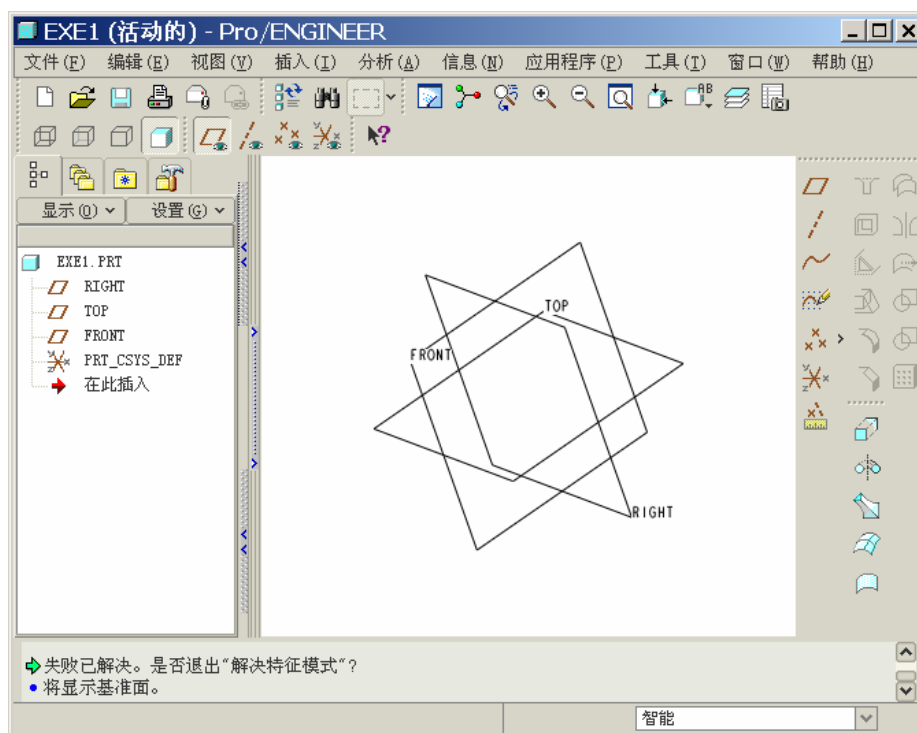 EXE1 (活动的) - Pro/ENGINEER
文件(F) 编辑(E) 视图(V) 插入(I) 分析(A) 信息(N) 应用程序(P) 工具(T) 窗口(W) 帮助(H)
显示(O) 设置(G)
EXE1.PRT
RIGHT
TOP
FRONT
PRT_CSYS_DEF
在此插入
TOP
FRONT
RIGHT
失败已解决。是否退出“解决特征模式”?
将显示基准面。
智能